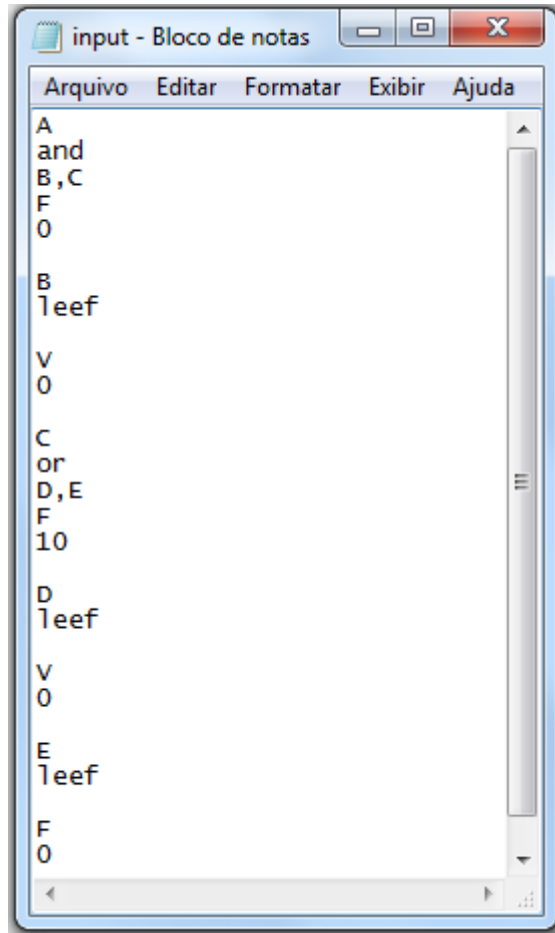 input - Bloco de notas
Arquivo Editar Formatar Exibir Ajuda
A
and
B,C
F
0
B
leef
V
0
C
or
D,E
F
10
D
leef
V
0
E
leef
F
0